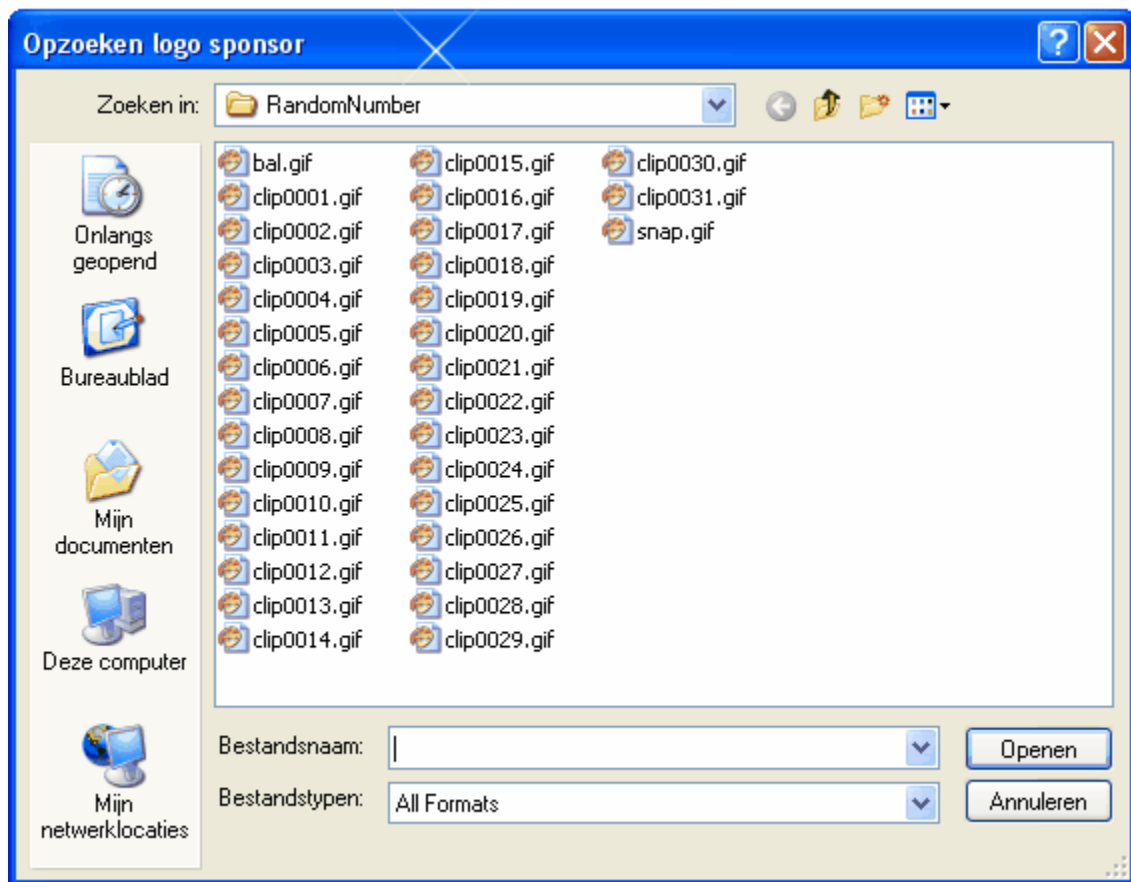 Opzoeken logo sponsor
Zoeken in: RandomNumber
Onlangs
geopend
Bureaublad
Mijn
documenten
Deze computer
Mijn
netwerklocaties
bal.gif
clip0001.gif
clip0002.gif
clip0003.gif
clip0004.gif
clip0005.gif
clip0006.gif
clip0007.gif
clip0008.gif
clip0009.gif
clip0010.gif
clip0011.gif
clip0012.gif
clip0013.gif
clip0014.gif
clip0015.gif
clip0016.gif
clip0017.gif
clip0018.gif
clip0019.gif
clip0020.gif
clip0021.gif
clip0022.gif
clip0023.gif
clip0024.gif
clip0025.gif
clip0026.gif
clip0027.gif
clip0028.gif
clip0029.gif
clip0030.gif
clip0031.gif
snap.gif
Bestandsnaam:
Openen
Bestandstypen: All Formats
Annuleren